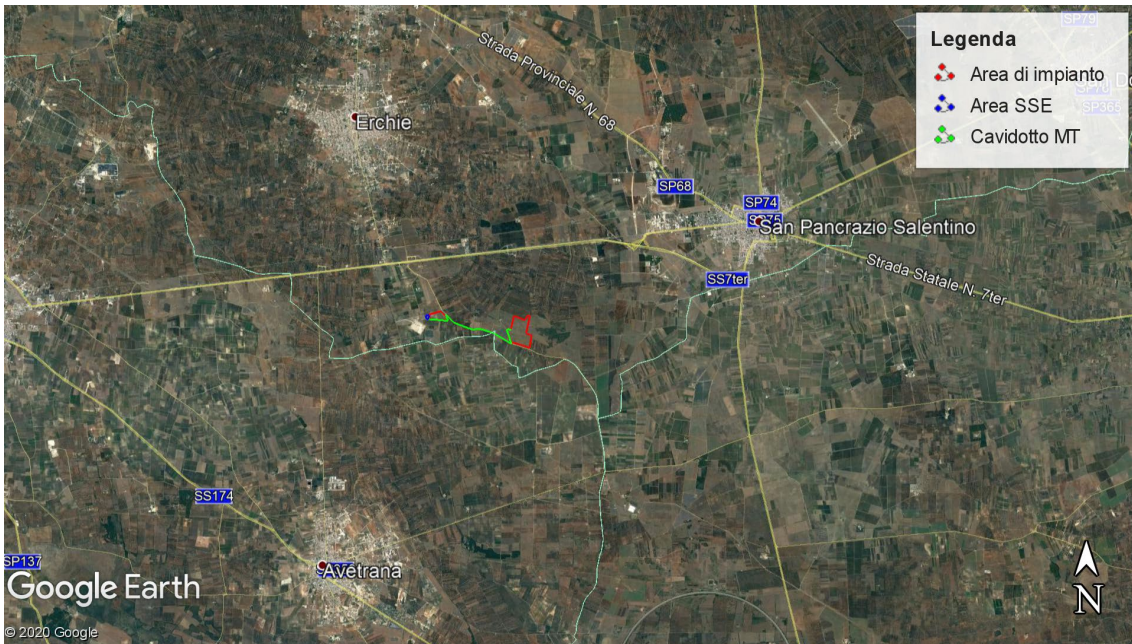 Legenda
Area di impianto
Area SSE
Cavidotto MT
SP79
SP365
Strada Provinciale N. 68
Erchie
SP68
SP74
San Pancrazio Salentino
Strada Statale N. 7ter
SS7ter
SS174
SP137
Avetrana
Google Earth
N
© 2020 Google